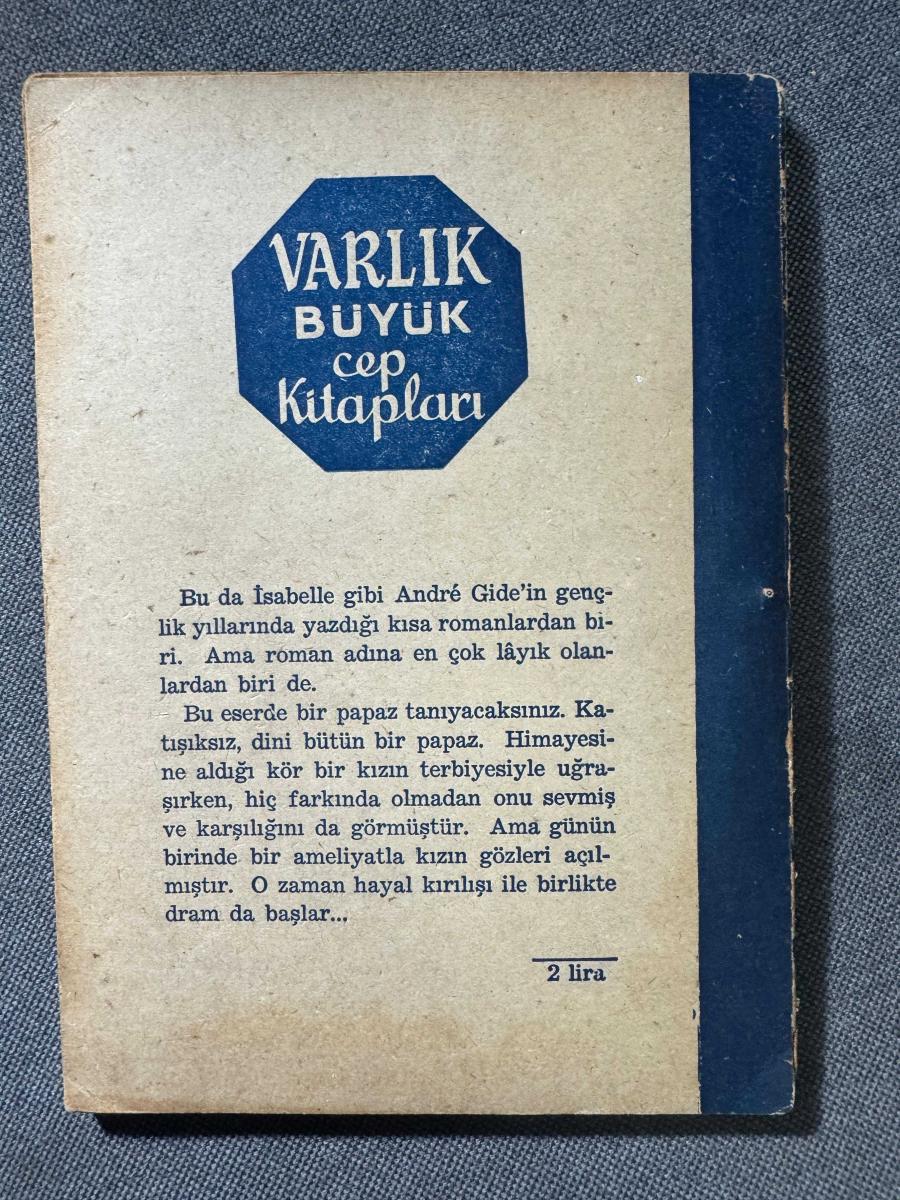 VARLIK
BÜYÜK
cep
Kitapları
Bu da İsabelle gibi André Gide'in genç-
lik yıllarında yazdığı kısa romanlardan bi-
ri. Ama roman adına en çok lâyık olan-
lardan biri de.
Bu eserde bir papaz tanıyacaksınız. Ka-
tışıksız, dini bütün bir papaz. Himayesi-
ne aldığı kör bir kızın terbiyesiyle uğra-
şırken, hiç farkında olmadan onu sevmiş
ve karşılığını da görmüştür. Ama günün
birinde bir ameliyatla kızın gözleri açıl-
mıştır. O zaman hayal kırılışı ile birlikte
dram da başlar...
2 lira